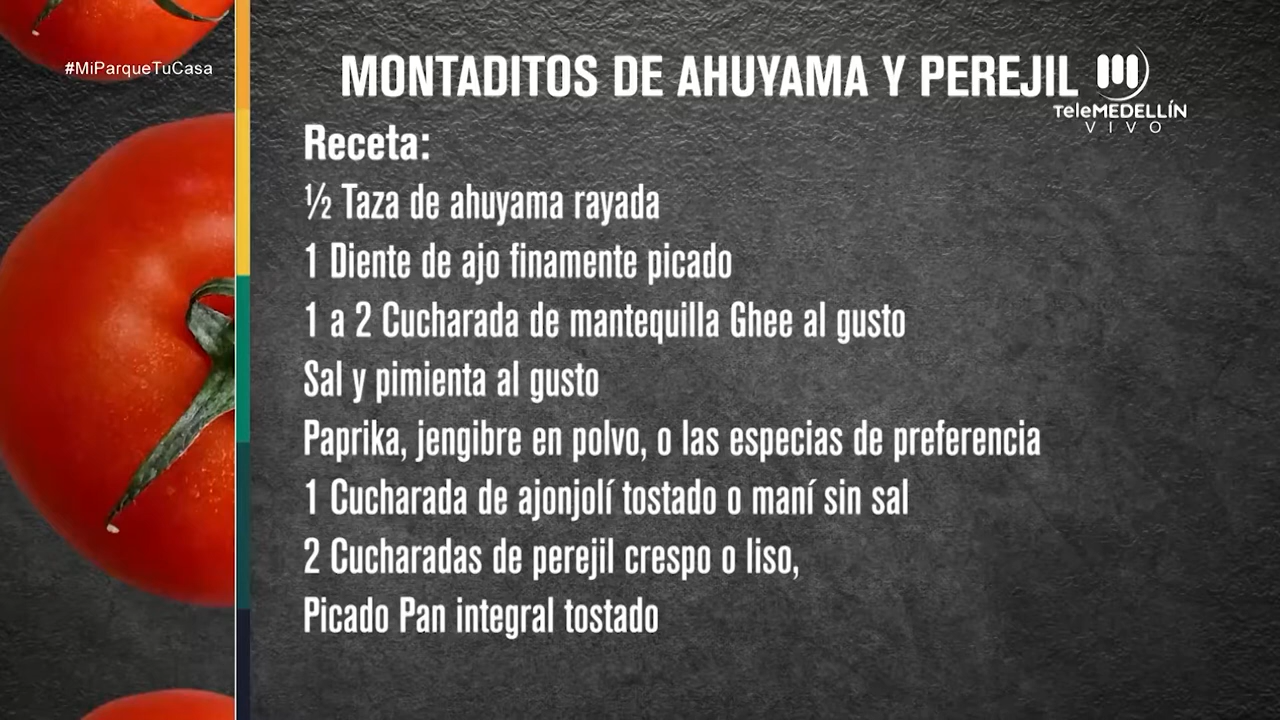 #MiParqueTuCasa
MONTADITOS DE AHUYAMA Y PEREJIL
TeleMEDELLÍN
VIVO
Receta:
½ Taza de ahuyama rayada
1 Diente de ajo finamente picado
1 a 2 Cucharada de mantequilla Ghee al gusto
Sal y pimienta al gusto
Paprika, jengibre en polvo, o las especias de preferencia
1 Cucharada de ajonjolí tostado o maní sin sal
2 Cucharadas de perejil crespo o liso,
Picado Pan integral tostado